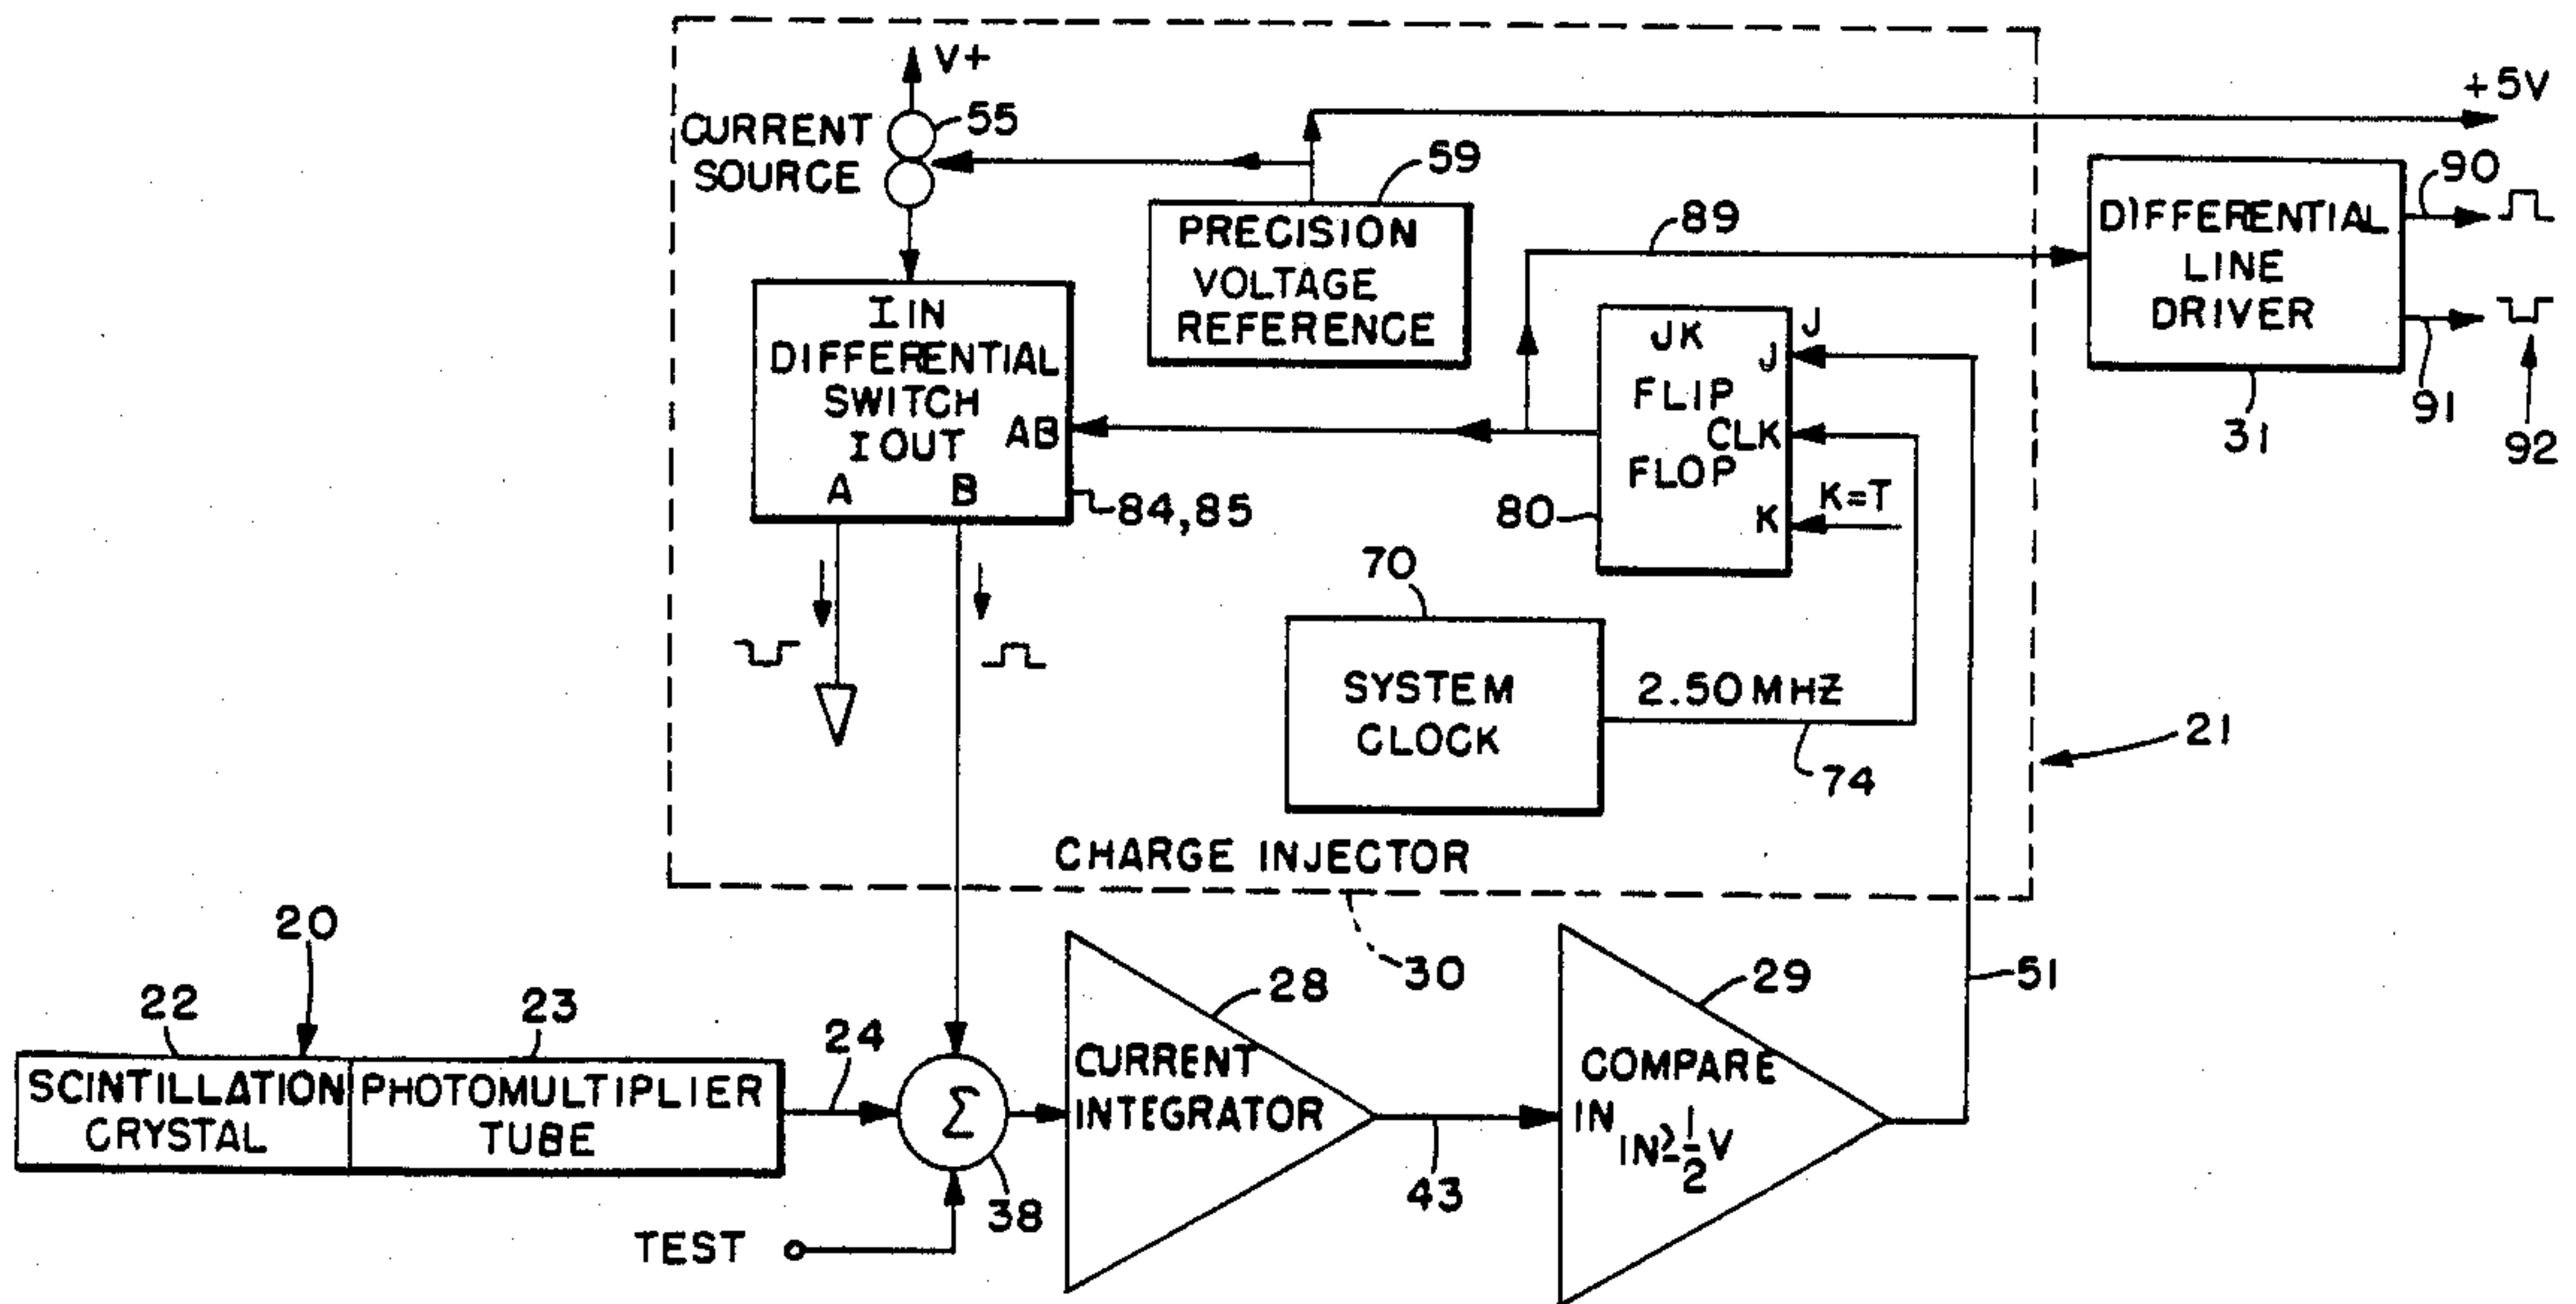 V+
CURRENT
SOURCE
55
+5V
59
PRECISION
VOLTAGE
REFERENCE
89
90
DIFFERENTIAL
LINE
DRIVER
91
31
92
I IN
DIFFERENTIAL
SWITCH
I OUT
AB
A B
84,85
JK
FLIP
FLOP
J
J
CLK
K
K=T
80
70
SYSTEM
CLOCK
2.50MHZ
74
21
CHARGE INJECTOR
30
20
22
23
24
SCINTILLATION
CRYSTAL
PHOTOMULTIPLIER
TUBE
Σ
38
TEST
28
CURRENT
INTEGRATOR
43
29
COMPARE
IN
IN≥1/2V
51